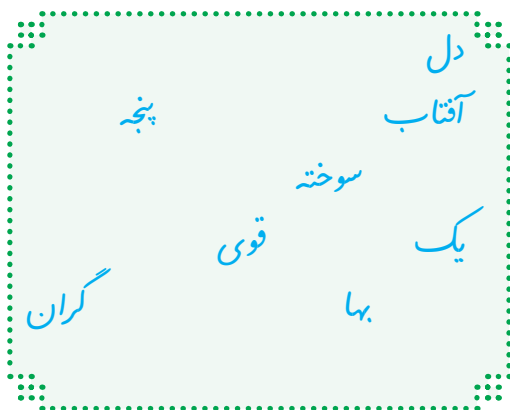 دل
آفتاب پنجه
سوخته
یک قوی
بها گران